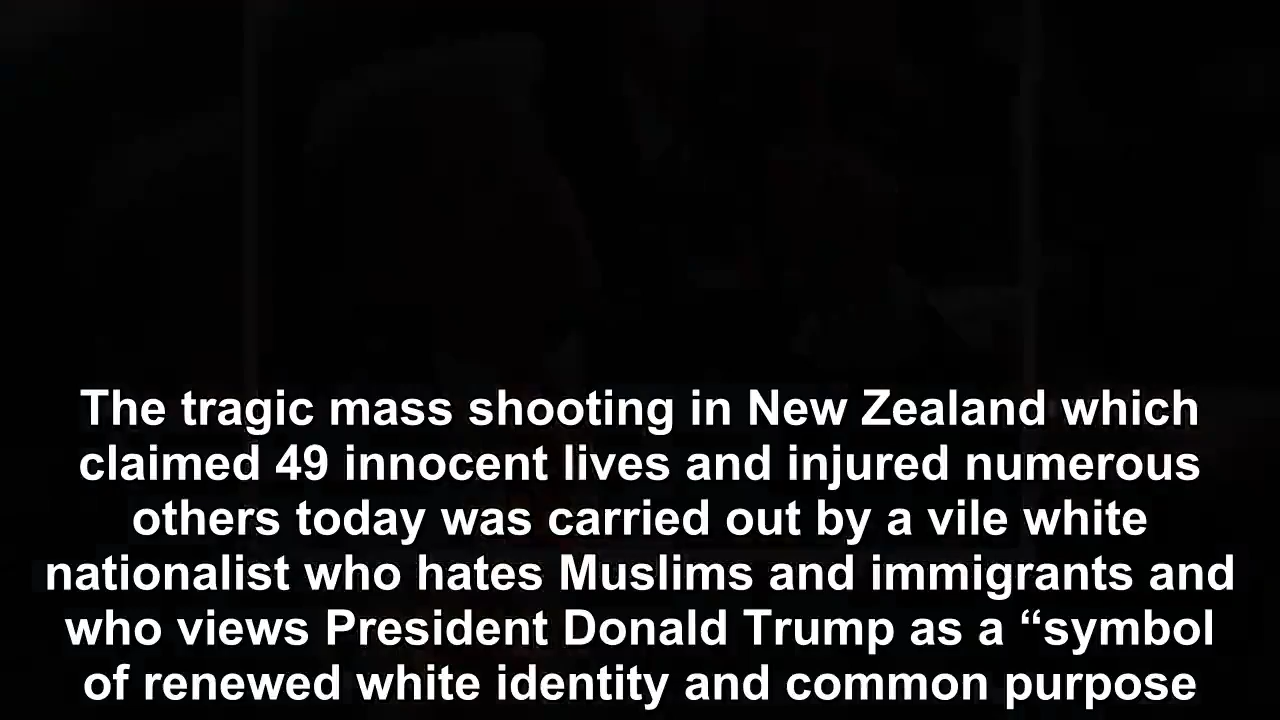 The tragic mass shooting in New Zealand which
claimed 49 innocent lives and injured numerous
others today was carried out by a vile white
nationalist who hates Muslims and immigrants and
who views President Donald Trump as a “symbol
of renewed white identity and common purpose